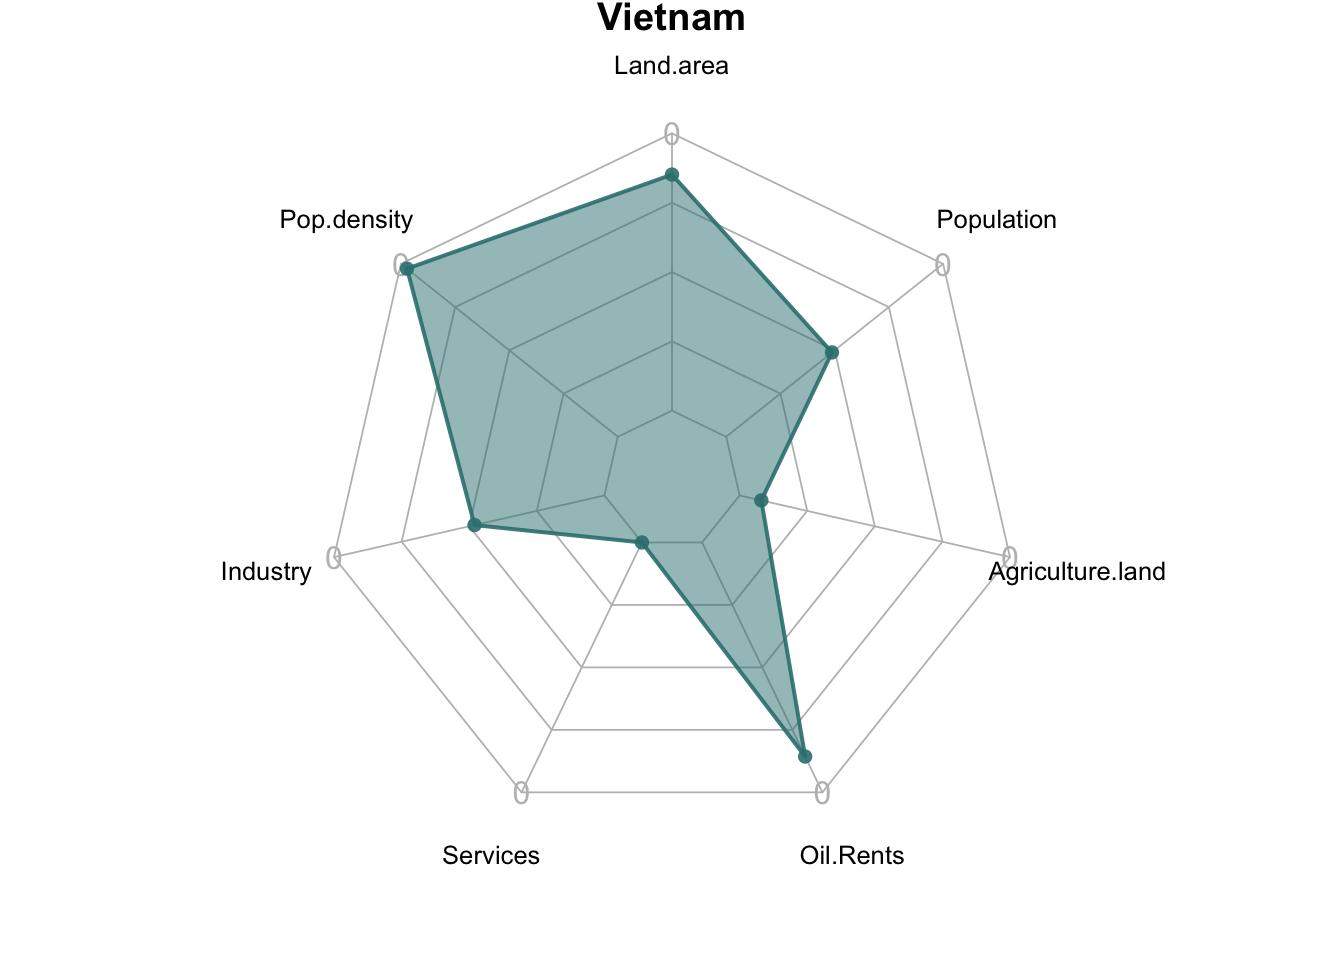 Vietnam
Land.area
0
Pop.density
Population
0
0
Industry
0
0
Agriculture.land
0
0
Services
Oil.Rents